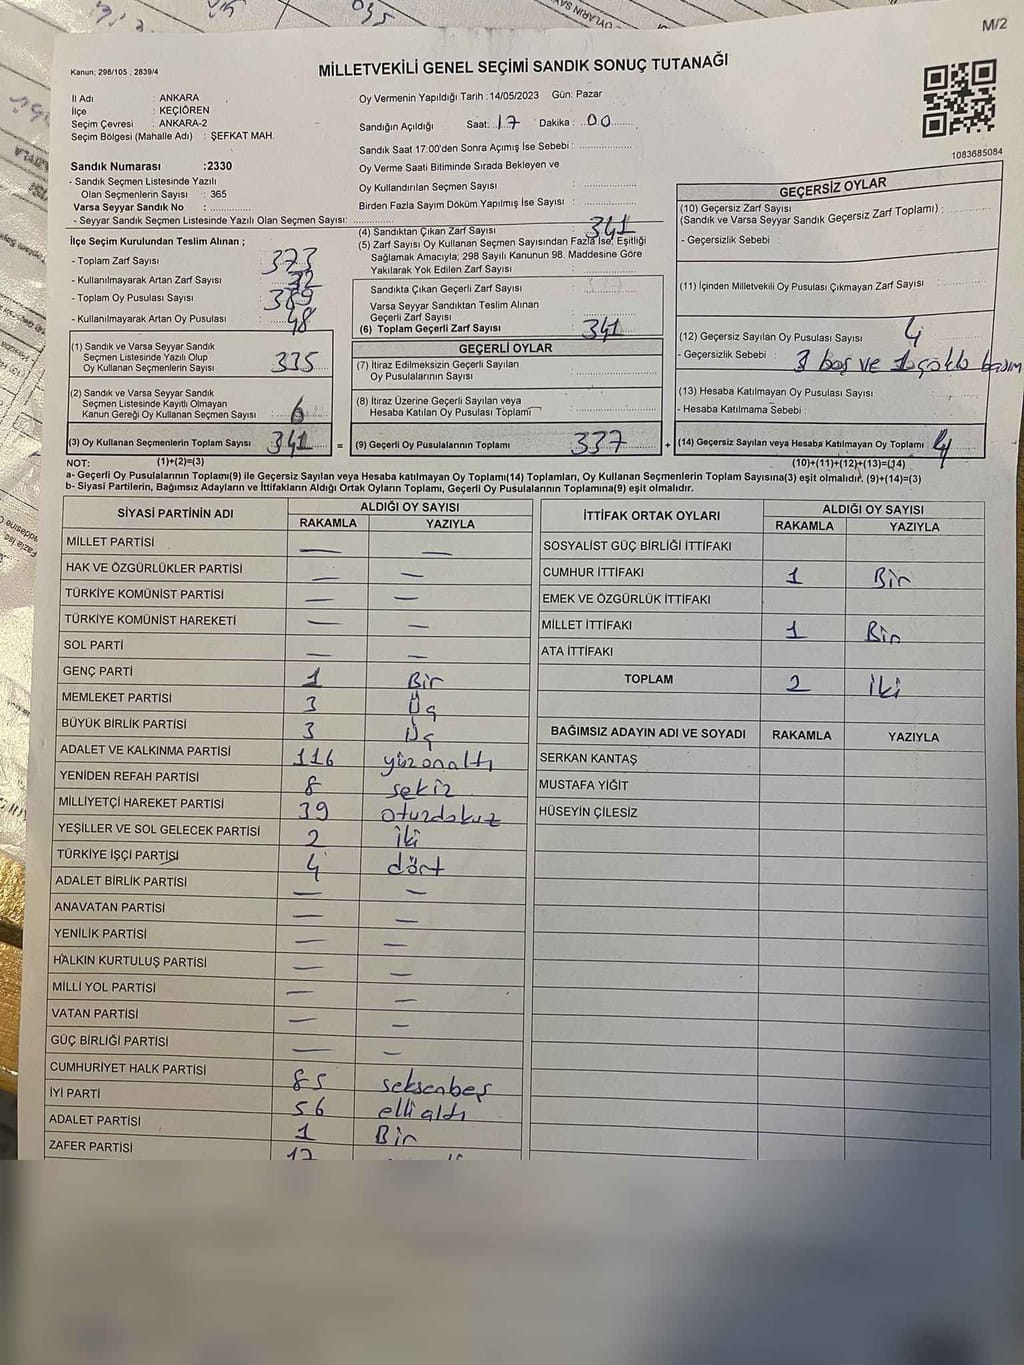 M/2
MİLLETVEKİLİ GENEL SEÇİMİ SANDIK SONUÇ TUTANAĞI
Kanun; 298/105 , 2839/4
İl Adı : ANKARA
İlçe : KEÇİÖREN
Seçim Çevresi : ANKARA-2
Seçim Bölgesi (Mahalle Adı) : ŞEFKAT MAH.
Sandık Numarası :2330
- Sandık Seçmen Listesinde Yazılı
Olan Seçmenlerin Sayısı : 365
Varsa Seyyar Sandık No :
- Seyyar Sandık Seçmen Listesinde Yazılı Olan Seçmen Sayısı:
Oy Vermenin Yapıldığı Tarih :14/05/2023 Gün: Pazar
Sandığın Açıldığı Saat: 17 Dakika : 00
Sandık Saat 17:00'den Sonra Açımış İse Sebebi :
Oy Verme Saati Bitiminde Sırada Bekleyen ve
Oy Kullandırılan Seçmen Sayısı :
Birden Fazla Sayım Döküm Yapılmış İse Sayısı :
1083685084
İlçe Seçim Kurulundan Teslim Alınan ;
- Toplam Zarf Sayısı : 373
- Kullanılmayarak Artan Zarf Sayısı : 32
- Toplam Oy Pusulası Sayısı : 389
- Kullanılmayarak Artan Oy Pusulası : 48
(1) Sandık ve Varsa Seyyar Sandık
Seçmen Listesinde Yazılı Olup
Oy Kullanan Seçmenlerin Sayısı : 335
(2) Sandık ve Varsa Seyyar Sandık
Seçmen Listesinde Kayıtlı Olmayan
Kanun Gereği Oy Kullanan Seçmen Sayısı : 6
(3) Oy Kullanan Seçmenlerin Toplam Sayısı 341
(4) Sandıktan Çıkan Zarf Sayısı : 341
(5) Zarf Sayısı Oy Kullanan Seçmen Sayısından Fazla İse, Eşitliği
Sağlamak Amacıyla; 298 Sayılı Kanunun 98. Maddesine Göre
Yakılarak Yok Edilen Zarf Sayısı :
Sandıkta Çıkan Geçerli Zarf Sayısı :
Varsa Seyyar Sandıktan Teslim Alınan
Geçerli Zarf Sayısı :
(6) Toplam Geçerli Zarf Sayısı : 341
GEÇERLİ OYLAR
(7) İtiraz Edilmeksizin Geçerli Sayılan
Oy Pusulalarının Sayısı :
(8) İtiraz Üzerine Geçerli Sayılan veya
Hesaba Katılan Oy Pusulası Toplamı :
= (9) Geçerli Oy Pusulalarının Toplamı 337
GEÇERSİZ OYLAR
(10) Geçersiz Zarf Sayısı
(Sandık ve Varsa Seyyar Sandık Geçersiz Zarf Toplamı) :
- Geçersizlik Sebebi :
(11) İçinden Milletvekili Oy Pusulası Çıkmayan Zarf Sayısı :
(12) Geçersiz Sayılan Oy Pusulası Sayısı : 4
- Geçersizlik Sebebi : 3 boş ve 1 çoklu basım
(13) Hesaba Katılmayan Oy Pusulası Sayısı :
- Hesaba Katılmama Sebebi :
+ (14) Geçersiz Sayılan veya Hesaba Katılmayan Oy Toplamı 4
NOT: (1)+(2)=(3) (10)+(11)+(12)+(13)=(14)
a- Geçerli Oy Pusulalarının Toplamı(9) ile Geçersiz Sayılan veya Hesaba katılmayan Oy Toplamı(14) Toplamları, Oy Kullanan Seçmenlerin Toplam Sayısına(3) eşit olmalıdır. (9)+(14)=(3)
b- Siyasi Partilerin, Bağımsız Adayların ve İttifakların Aldığı Ortak Oyların Toplamı, Geçerli Oy Pusulalarının Toplamına(9) eşit olmalıdır.
SİYASİ PARTİNİN ADI ALDIĞI OY SAYISI
RAKAMLA YAZIYLA
MİLLET PARTİSİ — —
HAK VE ÖZGÜRLÜKLER PARTİSİ — —
TÜRKİYE KOMÜNİST PARTİSİ — —
TÜRKİYE KOMÜNİST HAREKETİ — —
SOL PARTİ — —
GENÇ PARTİ 1 Bir
MEMLEKET PARTİSİ 3 Üç
BÜYÜK BİRLİK PARTİSİ 3 Üç
ADALET VE KALKINMA PARTİSİ 116 yüzonaltı
YENİDEN REFAH PARTİSİ 8 sekiz
MİLLİYETÇİ HAREKET PARTİSİ 39 otuzdokuz
YEŞİLLER VE SOL GELECEK PARTİSİ 2 iki
TÜRKİYE İŞÇİ PARTİSİ 4 dört
ADALET BİRLİK PARTİSİ — —
ANAVATAN PARTİSİ — —
YENİLİK PARTİSİ — —
HALKIN KURTULUŞ PARTİSİ — —
MİLLİ YOL PARTİSİ — —
VATAN PARTİSİ — —
GÜÇ BİRLİĞİ PARTİSİ — —
CUMHURİYET HALK PARTİSİ 85 seksenbeş
İYİ PARTİ 56 elli altı
ADALET PARTİSİ 1 Bir
ZAFER PARTİSİ 17
İTTİFAK ORTAK OYLARI ALDIĞI OY SAYISI
RAKAMLA YAZIYLA
SOSYALİST GÜÇ BİRLİĞİ İTTİFAKI
CUMHUR İTTİFAKI 1 Bir
EMEK VE ÖZGÜRLÜK İTTİFAKI
MİLLET İTTİFAKI 1 Bir
ATA İTTİFAKI
TOPLAM 2 iki
BAĞIMSIZ ADAYIN ADI VE SOYADI RAKAMLA YAZIYLA
SERKAN KANTAŞ
MUSTAFA YİĞİT
HÜSEYİN ÇİLESİZ